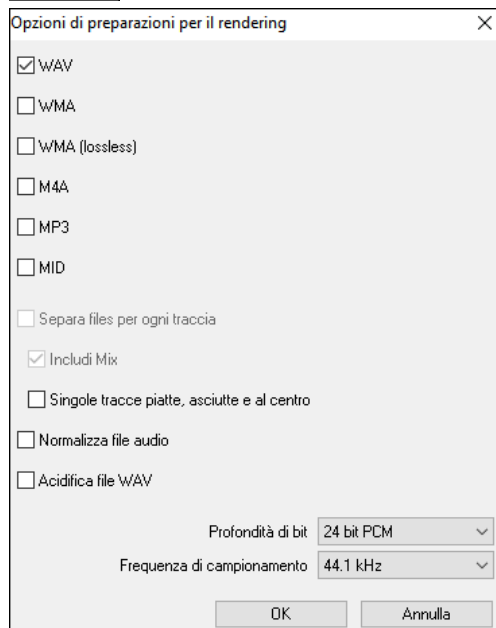 Opzioni di preparazioni per il rendering
WAV
WMA
WMA (lossless)
M4A
MP3
MID
Separa files per ogni traccia
Includi Mix
Singole tracce piatte, asciutte e al centro
Normalizza file audio
Acidifica file WAV
Profondità di bit 24 bit PCM
Frequenza di campionamento 44.1 kHz
OK Annulla